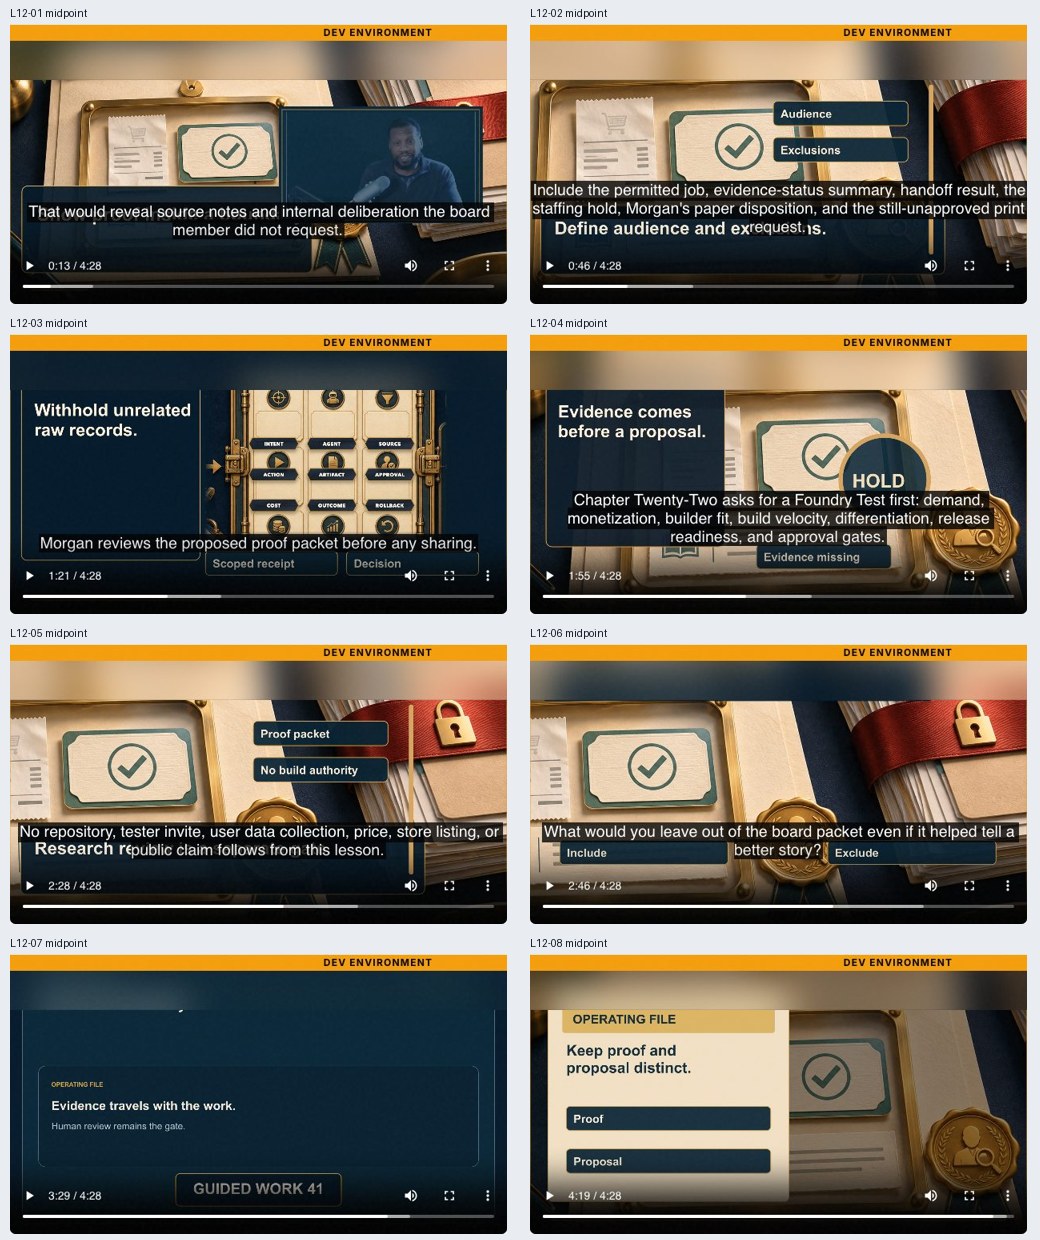 L12-01 midpoint
DEV ENVIRONMENT
That would reveal source notes and internal deliberation the board
member did not request.
0:13 / 4:28
L12-02 midpoint
DEV ENVIRONMENT
Audience
Exclusions
Include the permitted job, evidence-status summary, handoff result, the
staffing hold, Morgan's paper disposition, and the still-unapproved print
request.
Define audience and
0:46 / 4:28
L12-03 midpoint
DEV ENVIRONMENT
Withhold unrelated
raw records.
INTENT
AGENT
SOURCE
ACTION
ARTIFACT
APPROVAL
COST
OUTCOME
ROLLBACK
Morgan reviews the proposed proof packet before any sharing.
Scoped receipt
Decision
1:21 / 4:28
L12-04 midpoint
DEV ENVIRONMENT
Evidence comes
before a proposal.
HOLD
Chapter Twenty-Two asks for a Foundry Test first: demand,
monetization, builder fit, build velocity, differentiation, release
readiness, and approval gates.
Evidence missing
1:55 / 4:28
L12-05 midpoint
DEV ENVIRONMENT
Proof packet
No build authority
No repository, tester invite, user data collection, price, store listing, or
public claim follows from this lesson.
Research
2:28 / 4:28
L12-06 midpoint
DEV ENVIRONMENT
What would you leave out of the board packet even if it helped tell a
better story?
Include
Exclude
2:46 / 4:28
L12-07 midpoint
DEV ENVIRONMENT
OPERATING FILE
Evidence travels with the work.
Human review remains the gate.
GUIDED WORK 41
3:29 / 4:28
L12-08 midpoint
DEV ENVIRONMENT
OPERATING FILE
Keep proof and
proposal distinct.
Proof
Proposal
4:19 / 4:28